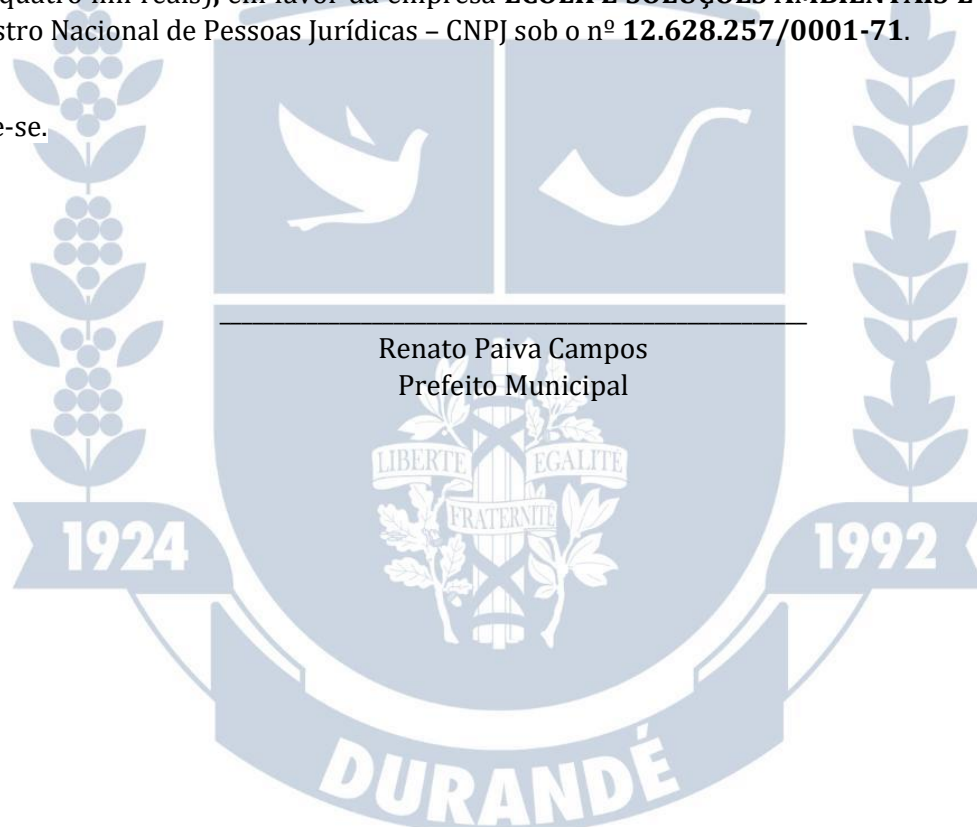 quatro mil reais), em favor da empresa ECOLIFE SOLUÇÕES AMBIENTAIS E
stro Nacional de Pessoas Jurídicas – CNPJ sob o nº 12.628.257/0001-71.
e-se.
Renato Paiva Campos
Prefeito Municipal
LIBERTE
EGALITE
FRATERNITE
1924
1992
DURANDÉ